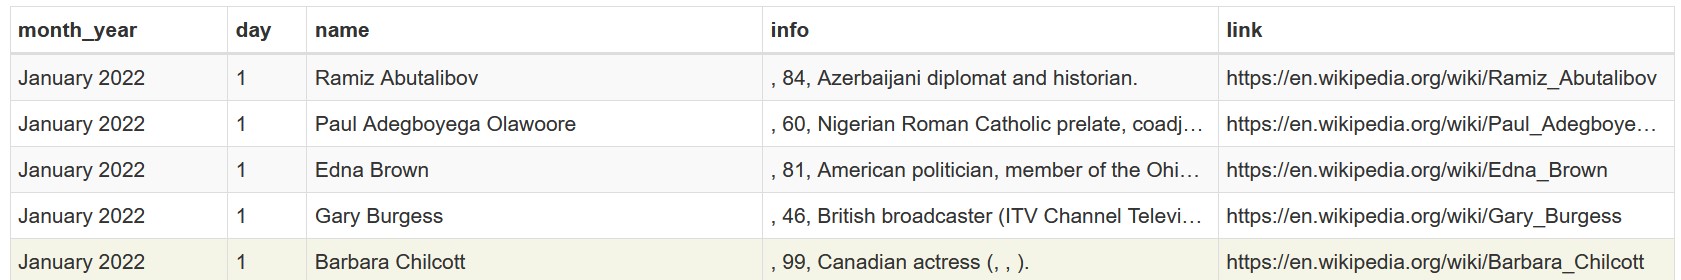 month_year day name info link
January 2022 1 Ramiz Abutalibov , 84, Azerbaijani diplomat and historian. https://en.wikipedia.org/wiki/Ramiz_Abutalibov
January 2022 1 Paul Adegboyega Olawoore , 60, Nigerian Roman Catholic prelate, coadj… https://en.wikipedia.org/wiki/Paul_Adegboye…
January 2022 1 Edna Brown , 81, American politician, member of the Ohi… https://en.wikipedia.org/wiki/Edna_Brown
January 2022 1 Gary Burgess , 46, British broadcaster (ITV Channel Televi… https://en.wikipedia.org/wiki/Gary_Burgess
January 2022 1 Barbara Chilcott , 99, Canadian actress (, , ). https://en.wikipedia.org/wiki/Barbara_Chilcott